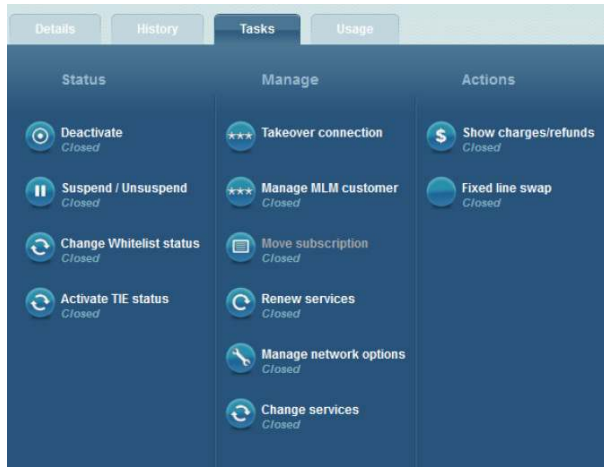 Details History Tasks Usage
Status Manage Actions
Deactivate
Closed
Suspend / Unsuspend
Closed
Change Whitelist status
Closed
Activate TIE status
Closed
*** Takeover connection
*** Manage MLM customer
Closed
Move subscription
Closed
Renew services
Closed
Manage network options
Closed
Change services
Closed
$ Show charges/refunds
Closed
Fixed line swap
Closed